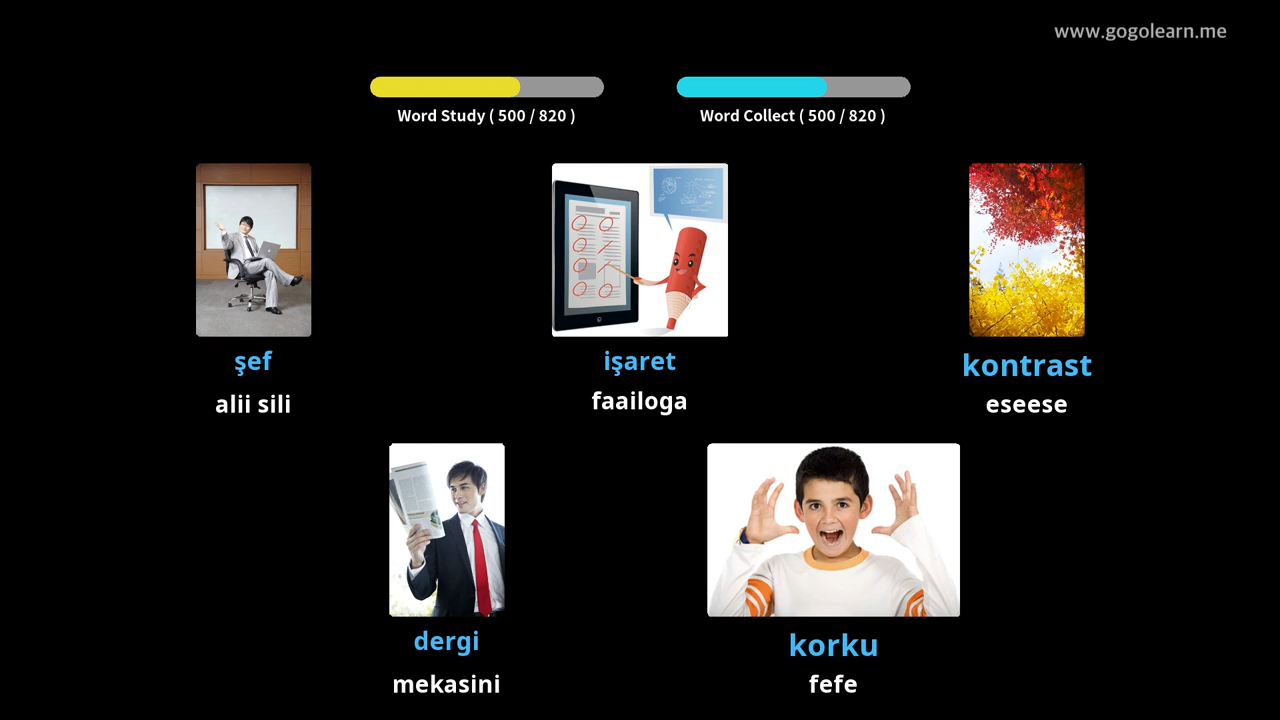 www.gogolearn.me
Word Study ( 500 / 820 )
Word Collect ( 500 / 820 )
şef
alii sili
işaret
faailoga
kontrast
eseese
dergi
mekasini
korku
fefe